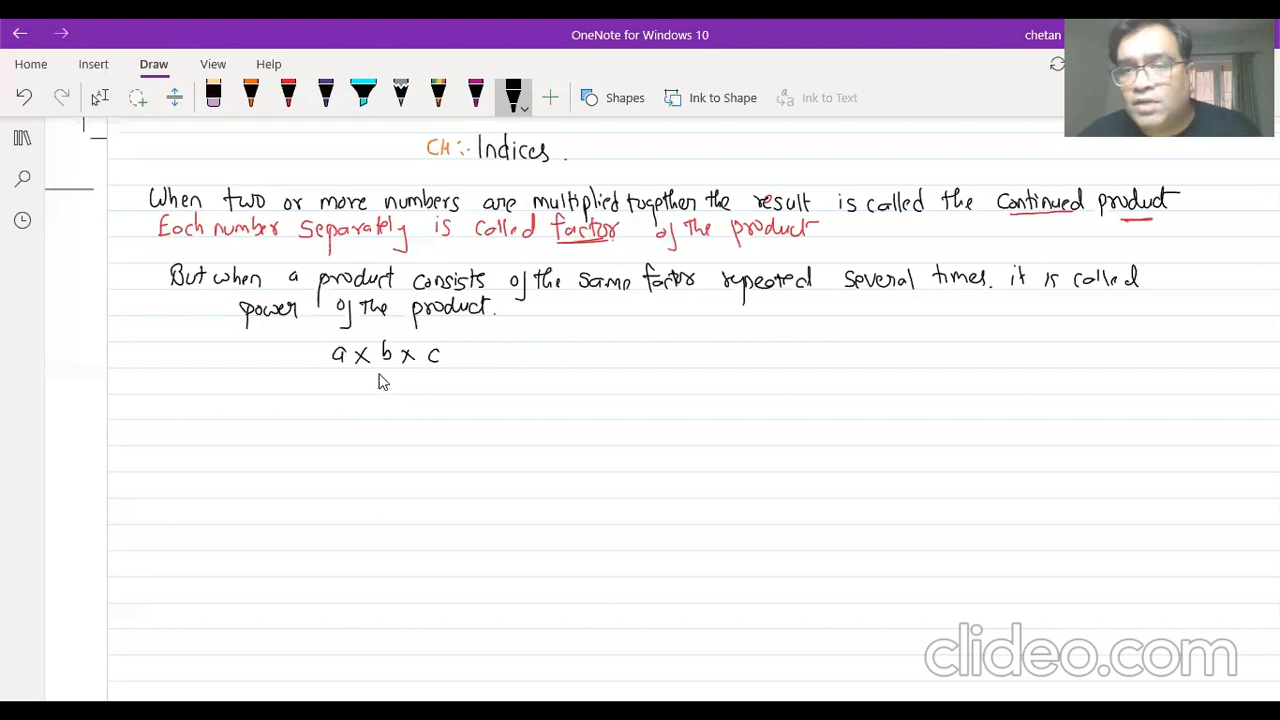 OneNote for Windows 10
chetan
Home Insert Draw View Help
Shapes Ink to Shape Ink to Text
CH:- Indices.
When two or more numbers are multiplied together the result is called the continued product
Each number separately is called factor of the product
But when a product consists of the same factor repeated several times. it is called
power of the product.
a x b x c
clideo.com